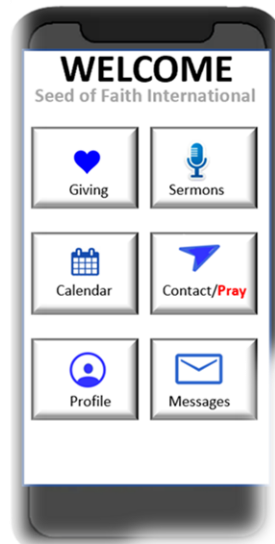 WELCOME
Seed of Faith International
Giving
Sermons
Calendar
Contact/Pray
Profile
Messages